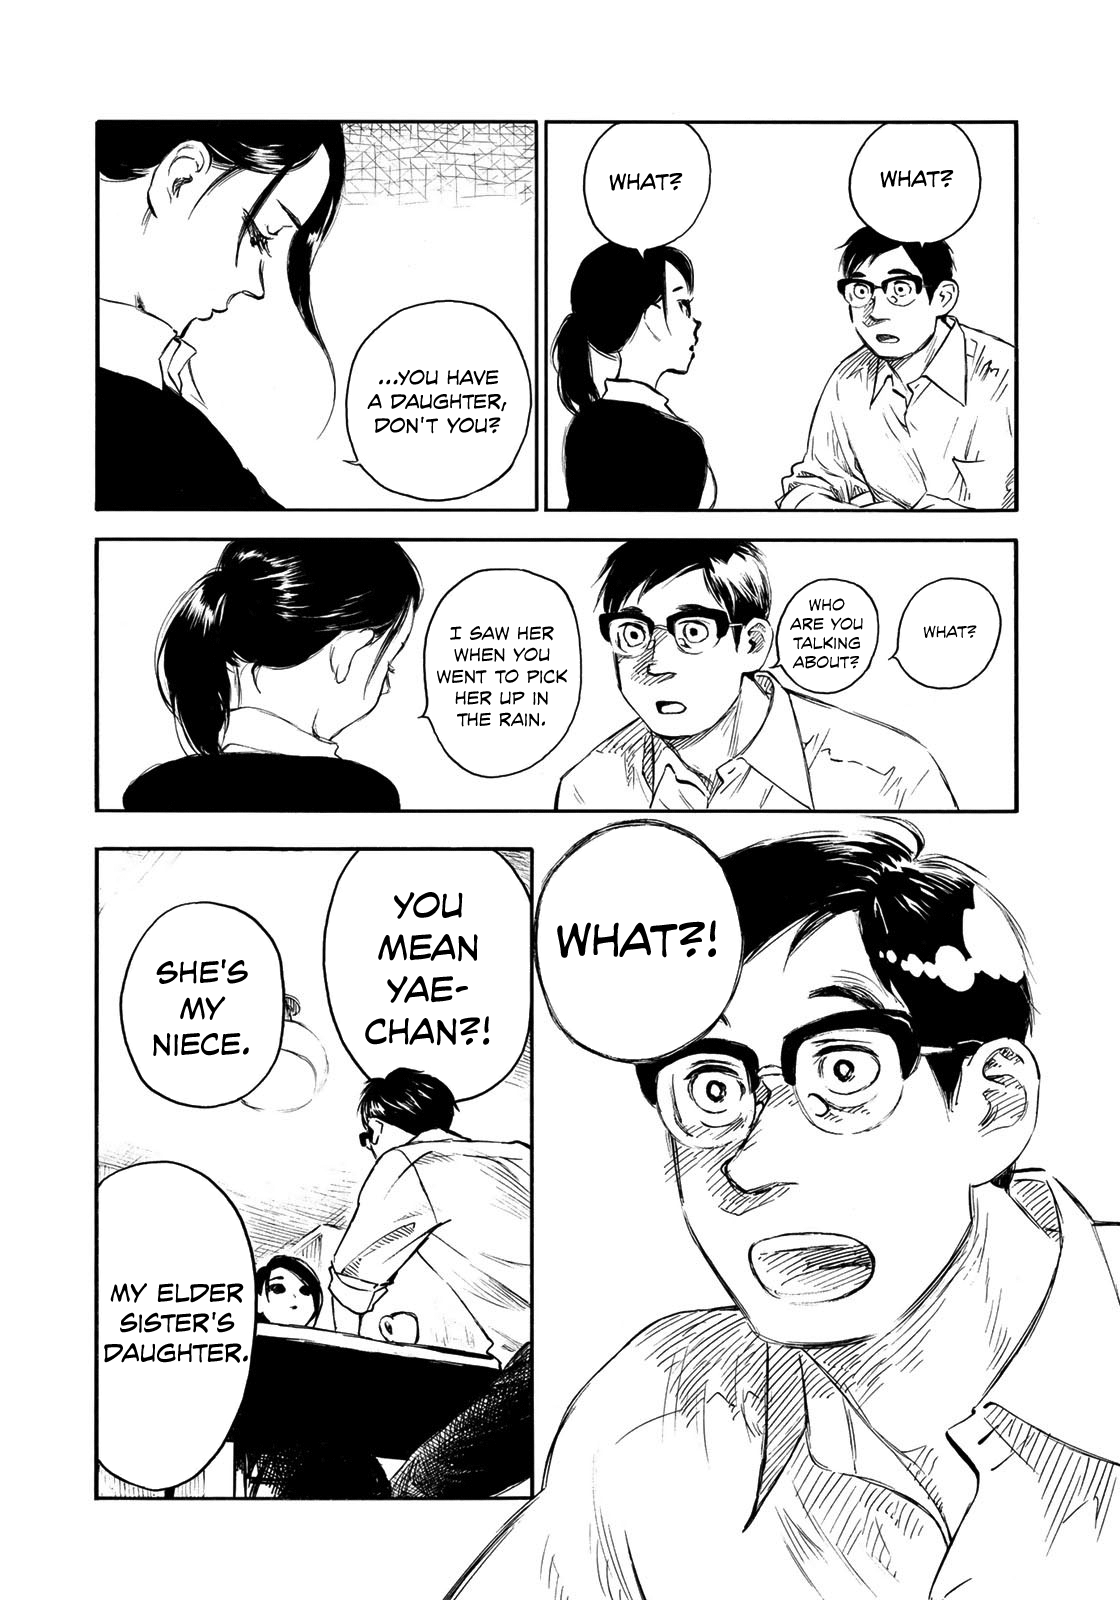 WHAT?
WHAT?
...YOU HAVE
A DAUGHTER,
DON'T YOU?
WHAT?
WHO
ARE YOU
TALKING
ABOUT?
I SAW HER
WHEN YOU
WENT TO PICK
HER UP IN
THE RAIN.
WHAT?!
YOU
MEAN
YAE-
CHAN?!
SHE'S
MY
NIECE.
MY ELDER
SISTER'S
DAUGHTER.